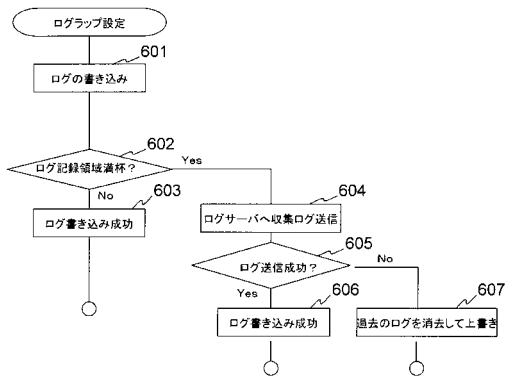 ログラップ設定
601
ログの書き込み
602
ログ記録領域満杯？
Yes
No
603
ログ書き込み成功
604
ログサーバへ収集ログ送信
605
ログ送信成功？
No
Yes
606
ログ書き込み成功
607
過去のログを消去して上書き